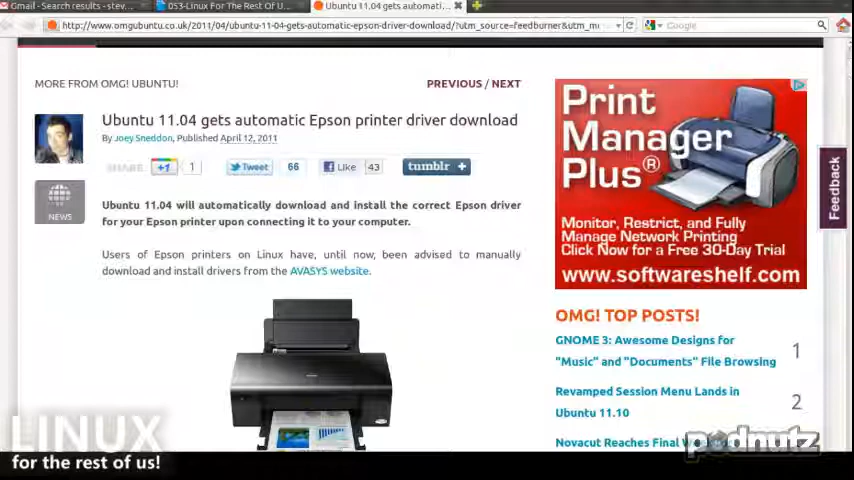 Gmail - Search results - stev...
053-Linux For The Rest Of U...
Ubuntu 11.04 gets automati...
http://www.omgubuntu.co.uk/2011/04/ubuntu-11-04-gets-automatic-epson-driver-download/?utm_source=feedburner&utm_m
Google
MORE FROM OMG! UBUNTU!
PREVIOUS / NEXT
Ubuntu 11.04 gets automatic Epson printer driver download
By Joey Sneddon, Published April 12, 2011
SHARE: +1 1 Tweet 66 Like 43 tumblr +
NEWS
Ubuntu 11.04 will automatically download and install the correct Epson driver
for your Epson printer upon connecting it to your computer.
Users of Epson printers on Linux have, until now, been advised to manually
download and install drivers from the AVASYS website.
Print
Manager
Plus®
Monitor, Restrict, and Fully
Manage Network Printing
Click Now for a Free 30-Day Trial
www.softwareshelf.com
Feedback
OMG! TOP POSTS!
GNOME 3: Awesome Designs for
"Music" and "Documents" File Browsing
1
Revamped Session Menu Lands in
Ubuntu 11.10
2
Novacut Reaches Final
LINUX
for the rest of us!
podnutz